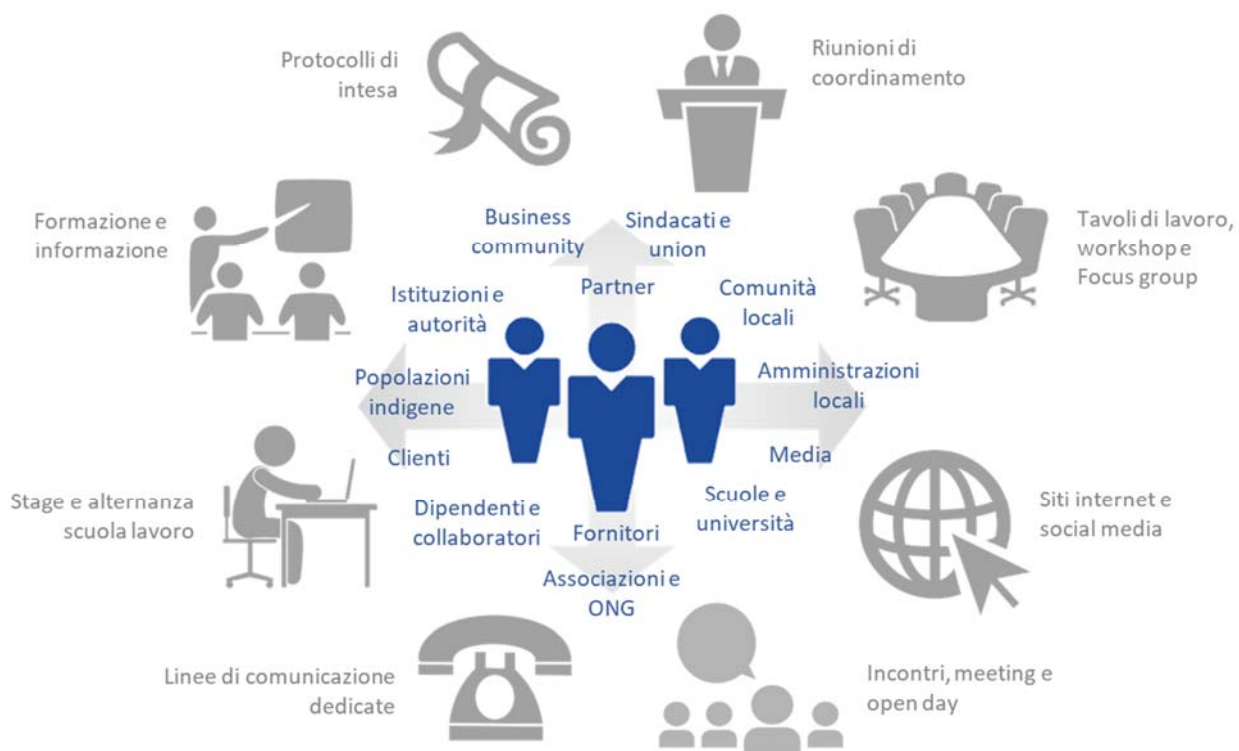 Protocolli di
intesa
Riunioni di
coordinamento
Formazione e
informazione
Business
community
Sindacati e
union
Tavoli di lavoro,
workshop e
Focus group
Istituzioni e
autorità
Partner
Comunità
locali
Popolazioni
indigene
Amministrazioni
locali
Clienti
Media
Stage e alternanza
scuola lavoro
Dipendenti e
collaboratori
Fornitori
Scuole e
università
Siti internet e
social media
Associazioni e
ONG
Linee di comunicazione
dedicate
Incontri, meeting e
open day